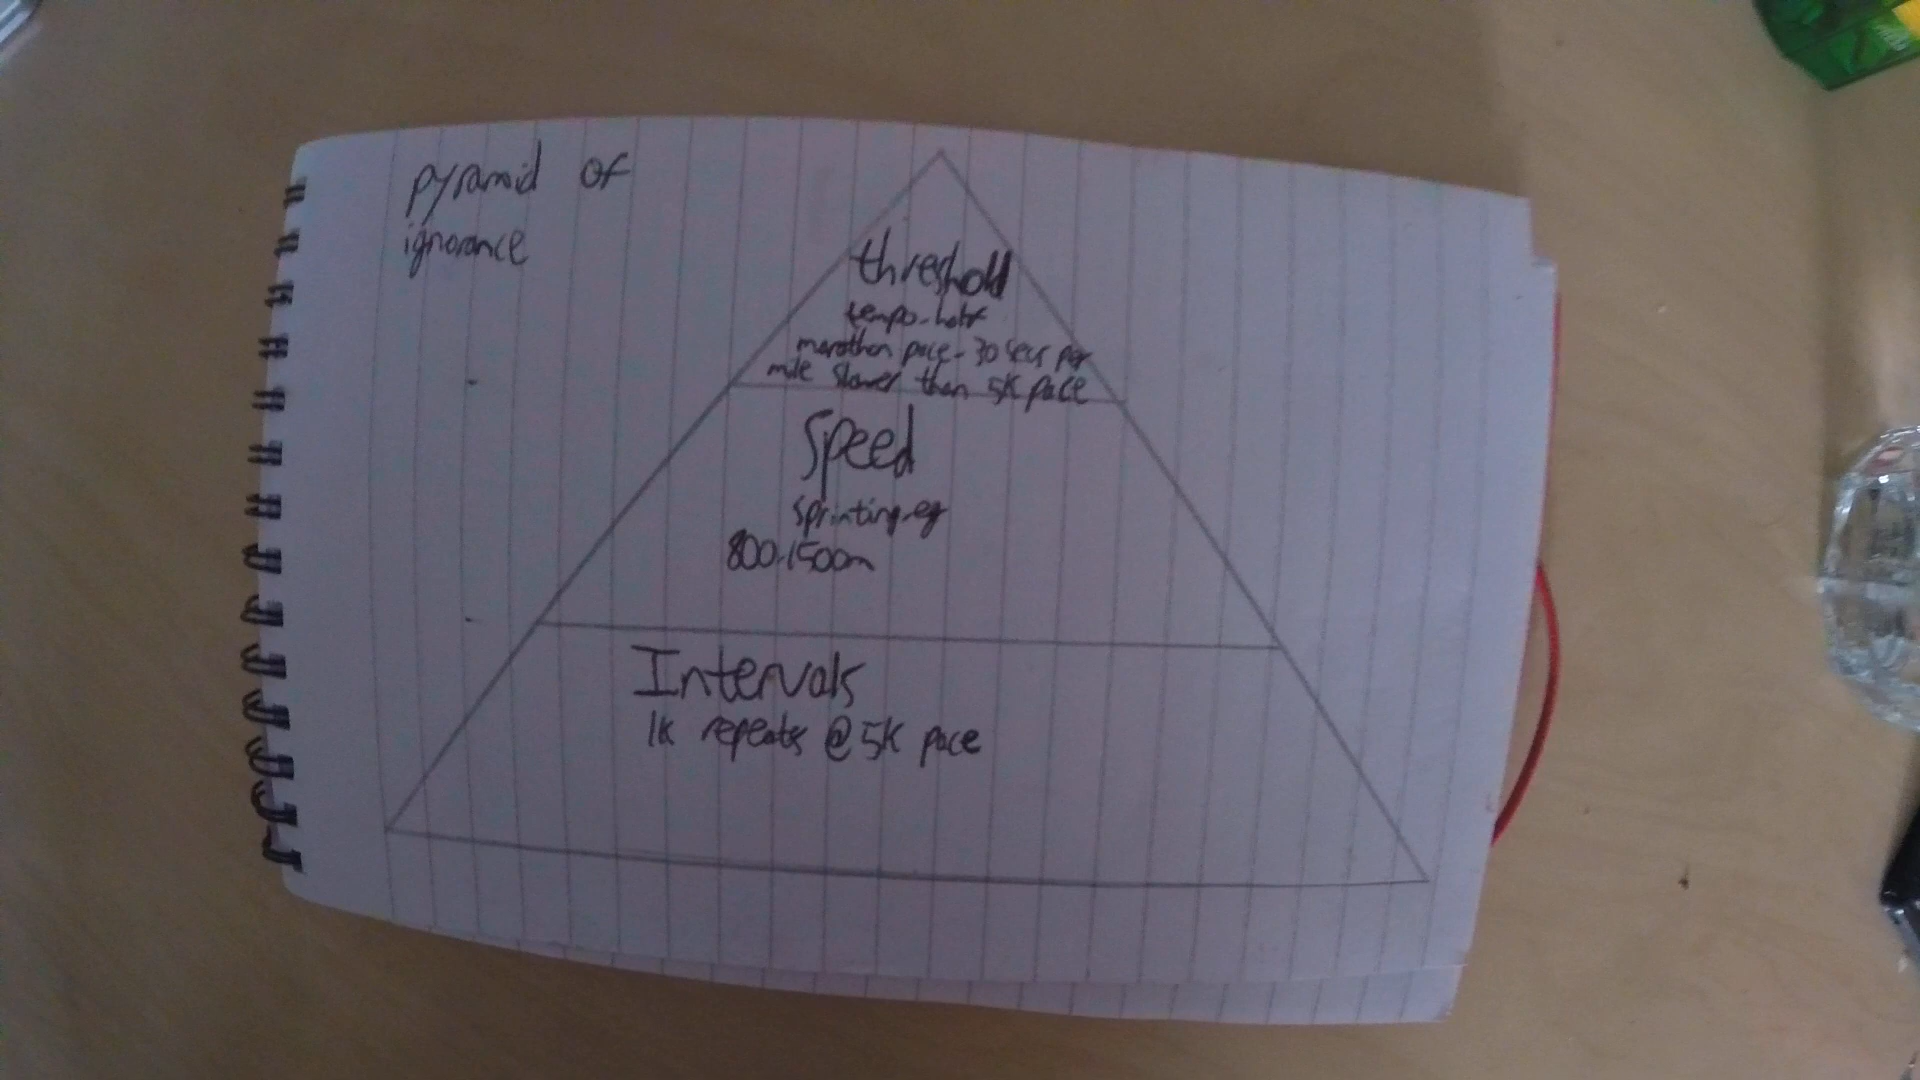 pyramid of
ignorance
threshold
tempo-half
marathon pace - 30 secs per
mile slower than 5K pace
Speed
sprinting-eg
800-1500m
Intervals
1K repeats @ 5K pace